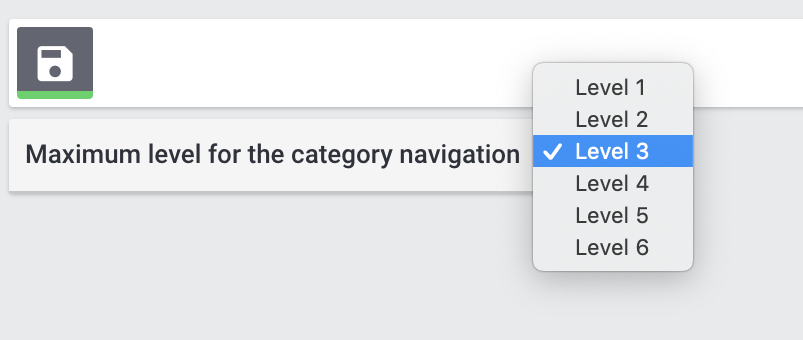 Level 1
Level 2
Maximum level for the category navigation
Level 3
Level 4
Level 5
Level 6